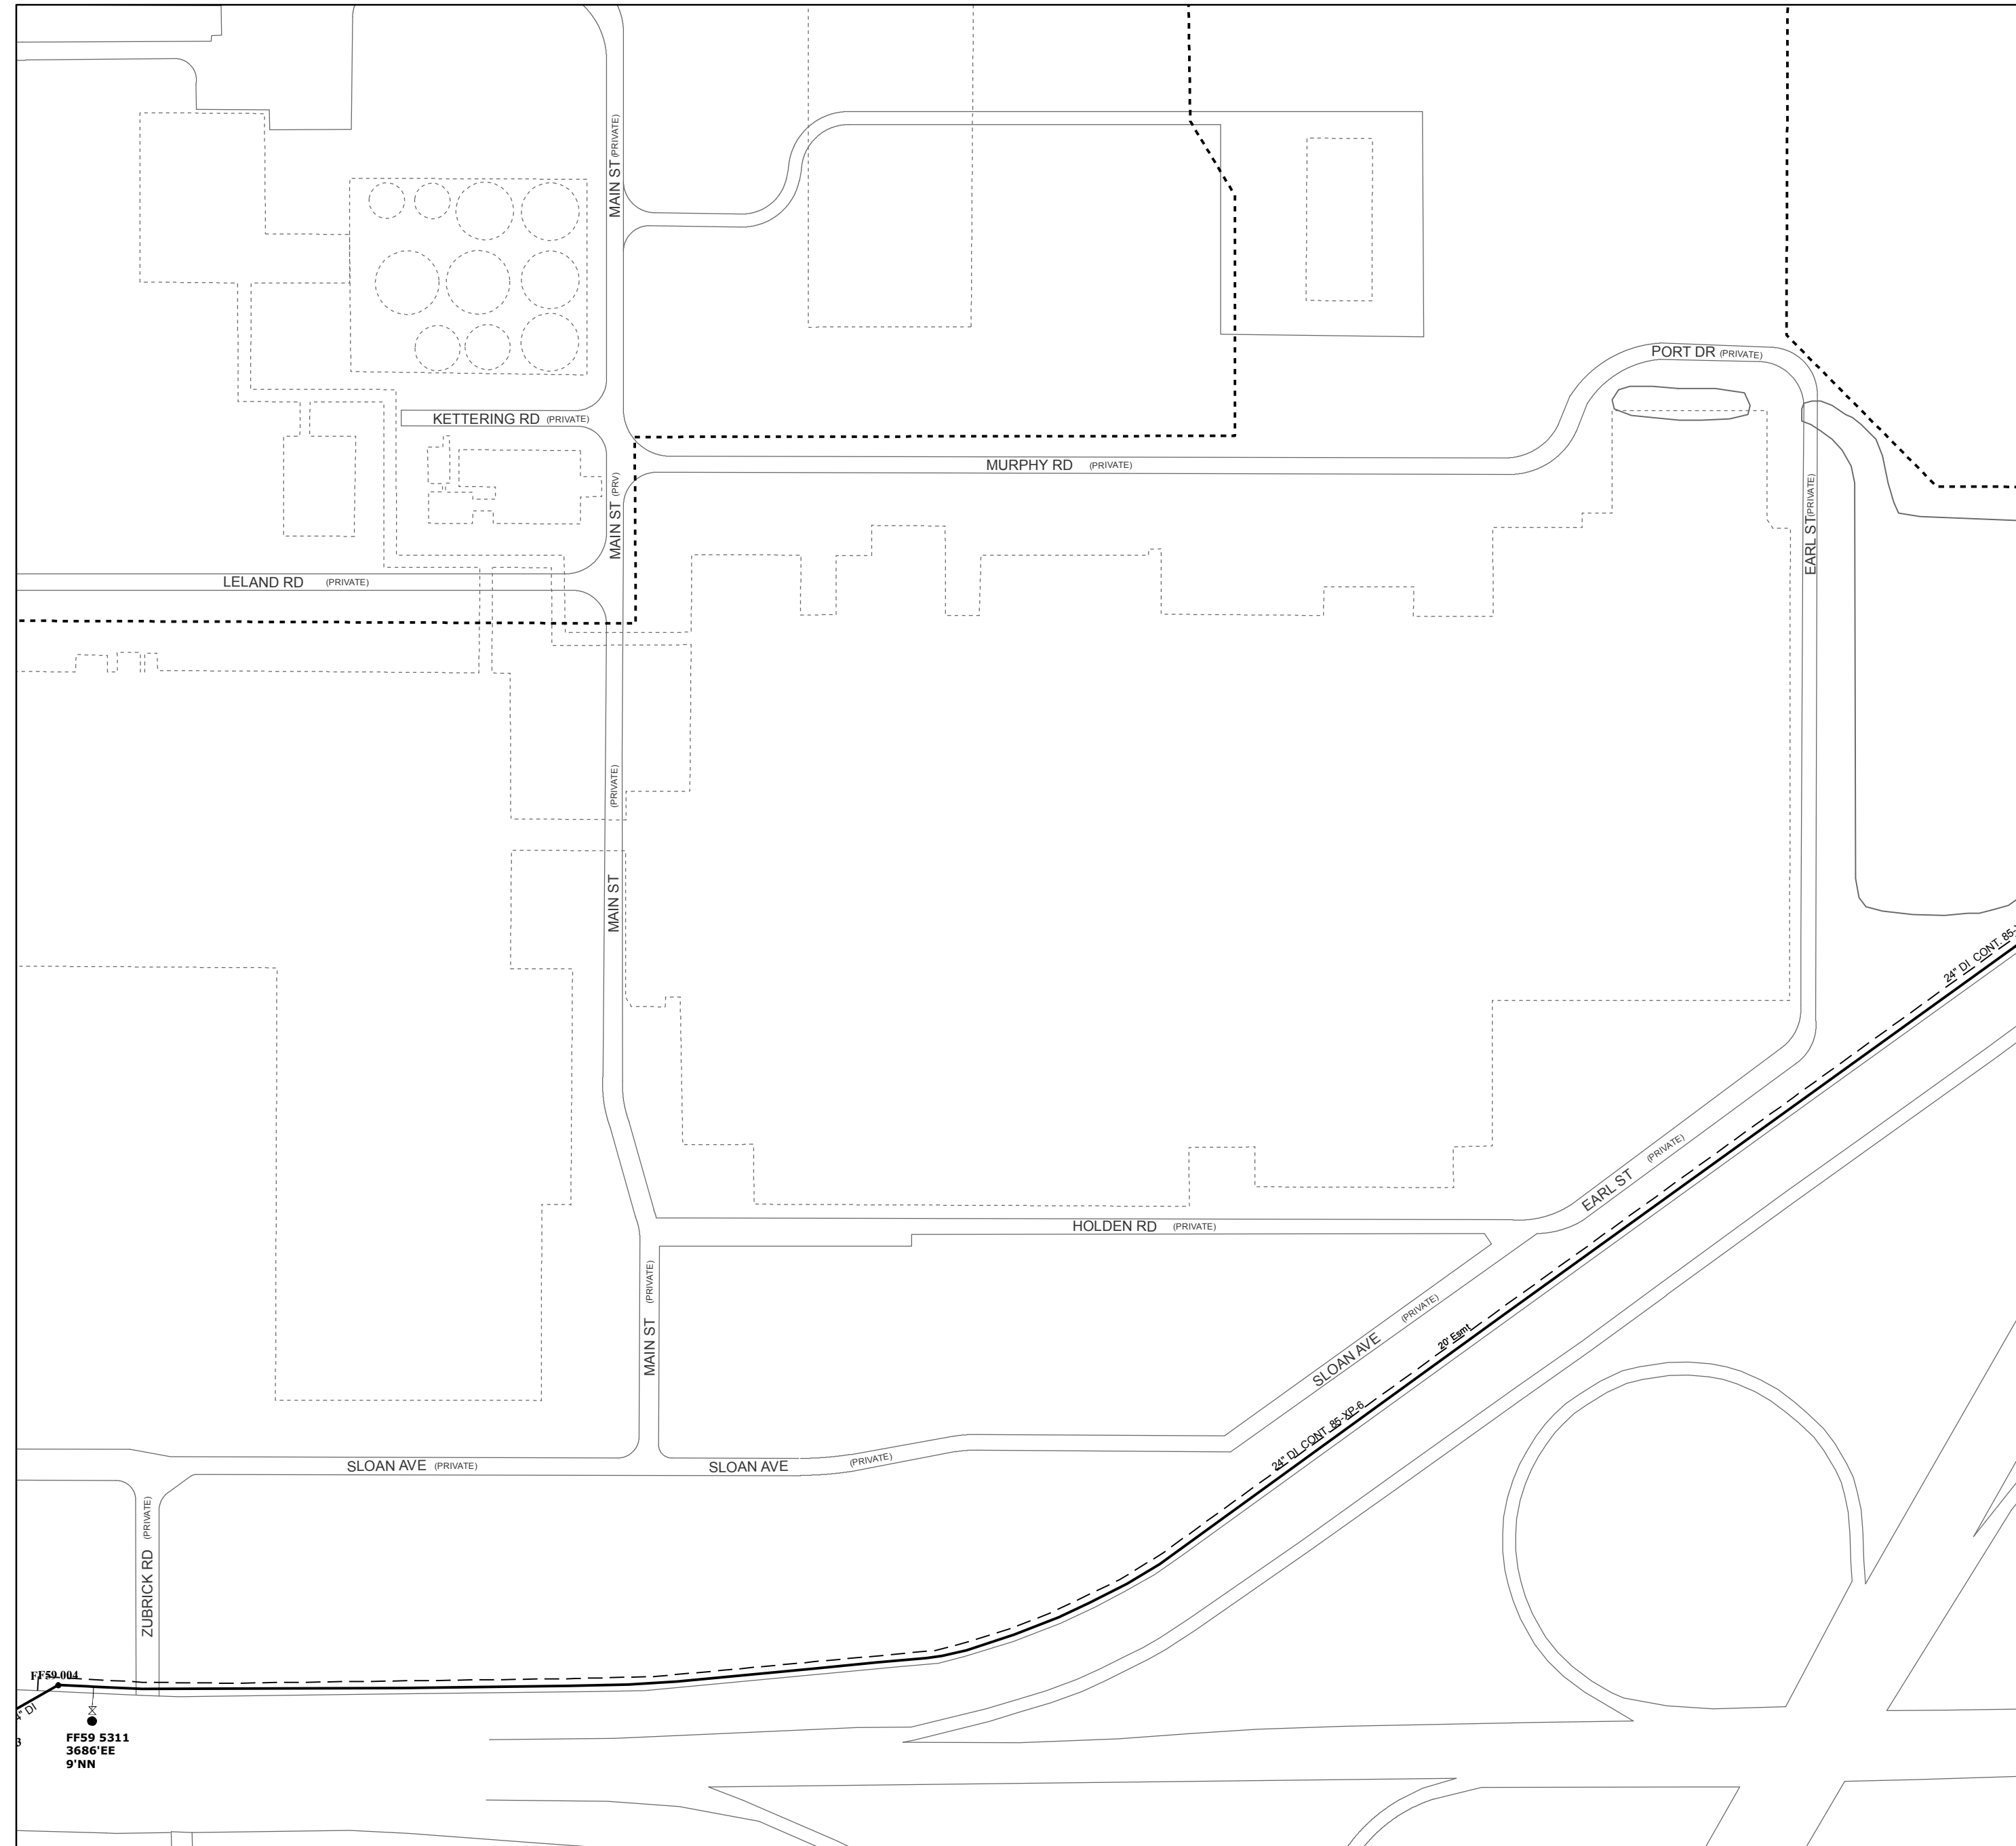 MAIN ST (PRIVATE)
PORT DR (PRIVATE)
KETTERING RD (PRIVATE)
MURPHY RD (PRIVATE)
MAIN ST (PRV)
EARL ST (PRIVATE)
LELAND RD (PRIVATE)
(PRIVATE)
MAIN ST
24" DI CONT. 85-
EARL ST (PRIVATE)
HOLDEN RD (PRIVATE)
MAIN ST (PRIVATE)
SLOAN AVE (PRIVATE)
20' Esmt
24" DI CONT 85-XP-6
SLOAN AVE (PRIVATE)
SLOAN AVE (PRIVATE)
ZUBRICK RD (PRIVATE)
FF59 004
4" DI
3
FF59 5311
3686'EE
9'NN